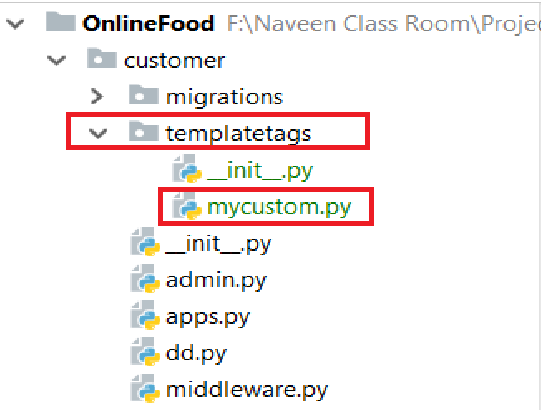 OnlineFood F:\Naveen Class Room\Projec
customer
migrations
templatetags
__init__.py
mycustom.py
__init__.py
admin.py
apps.py
dd.py
middleware.py